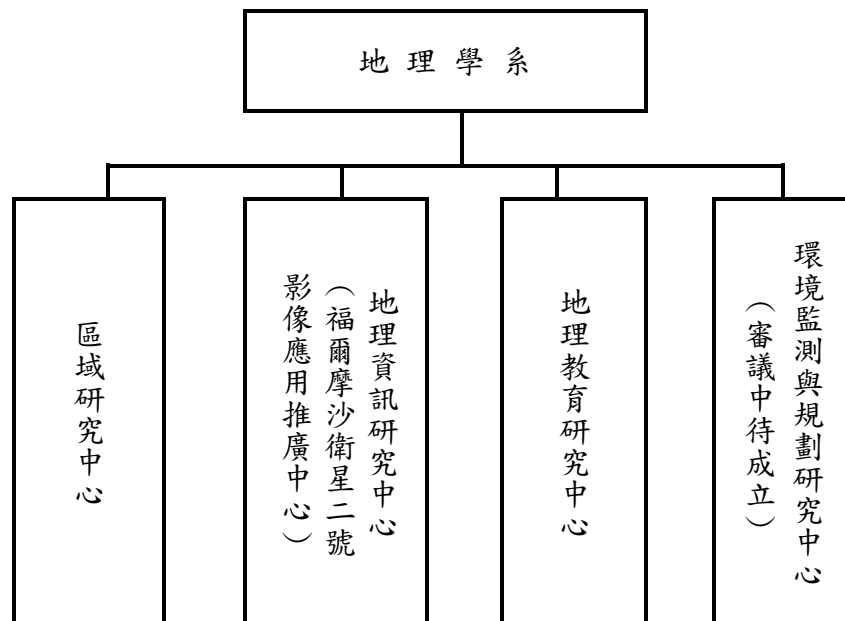 地理學系
區域研究中心
地理資訊研究中心
（福爾摩沙衛星二號
影像應用推廣中心）
地理教育研究中心
環境監測與規劃研究中心
（審議中待成立）